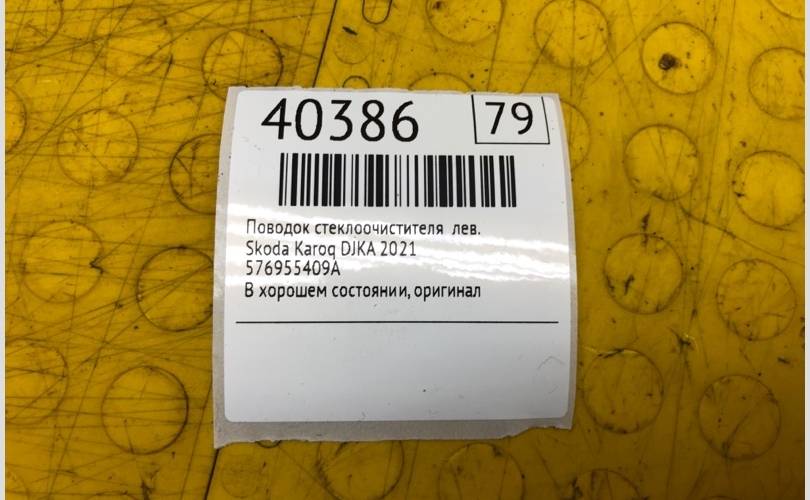 40386
79
Поводок стеклоочистителя лев.
Skoda Karoq DJKA 2021
576955409A
В хорошем состоянии, оригинал